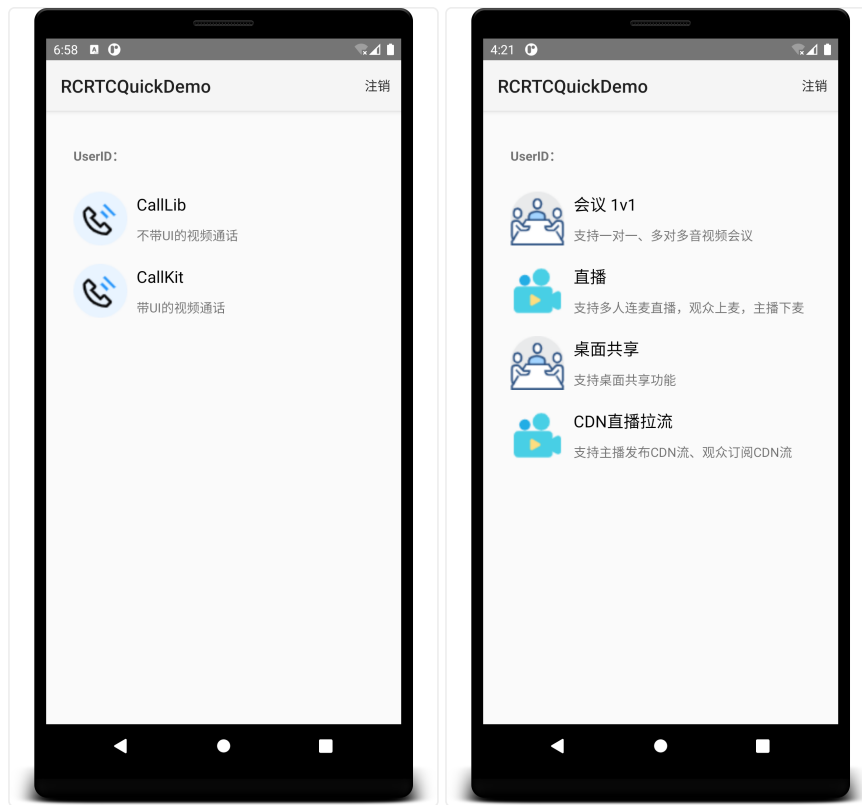 6:58
RCRTCQuickDemo 注销
UserID：
CallLib
不带UI的视频通话
CallKit
带UI的视频通话
4:21
RCRTCQuickDemo 注销
UserID：
会议 1v1
支持一对一、多对多音视频会议
直播
支持多人连麦直播，观众上麦，主播下麦
桌面共享
支持桌面共享功能
CDN直播拉流
支持主播发布CDN流、观众订阅CDN流